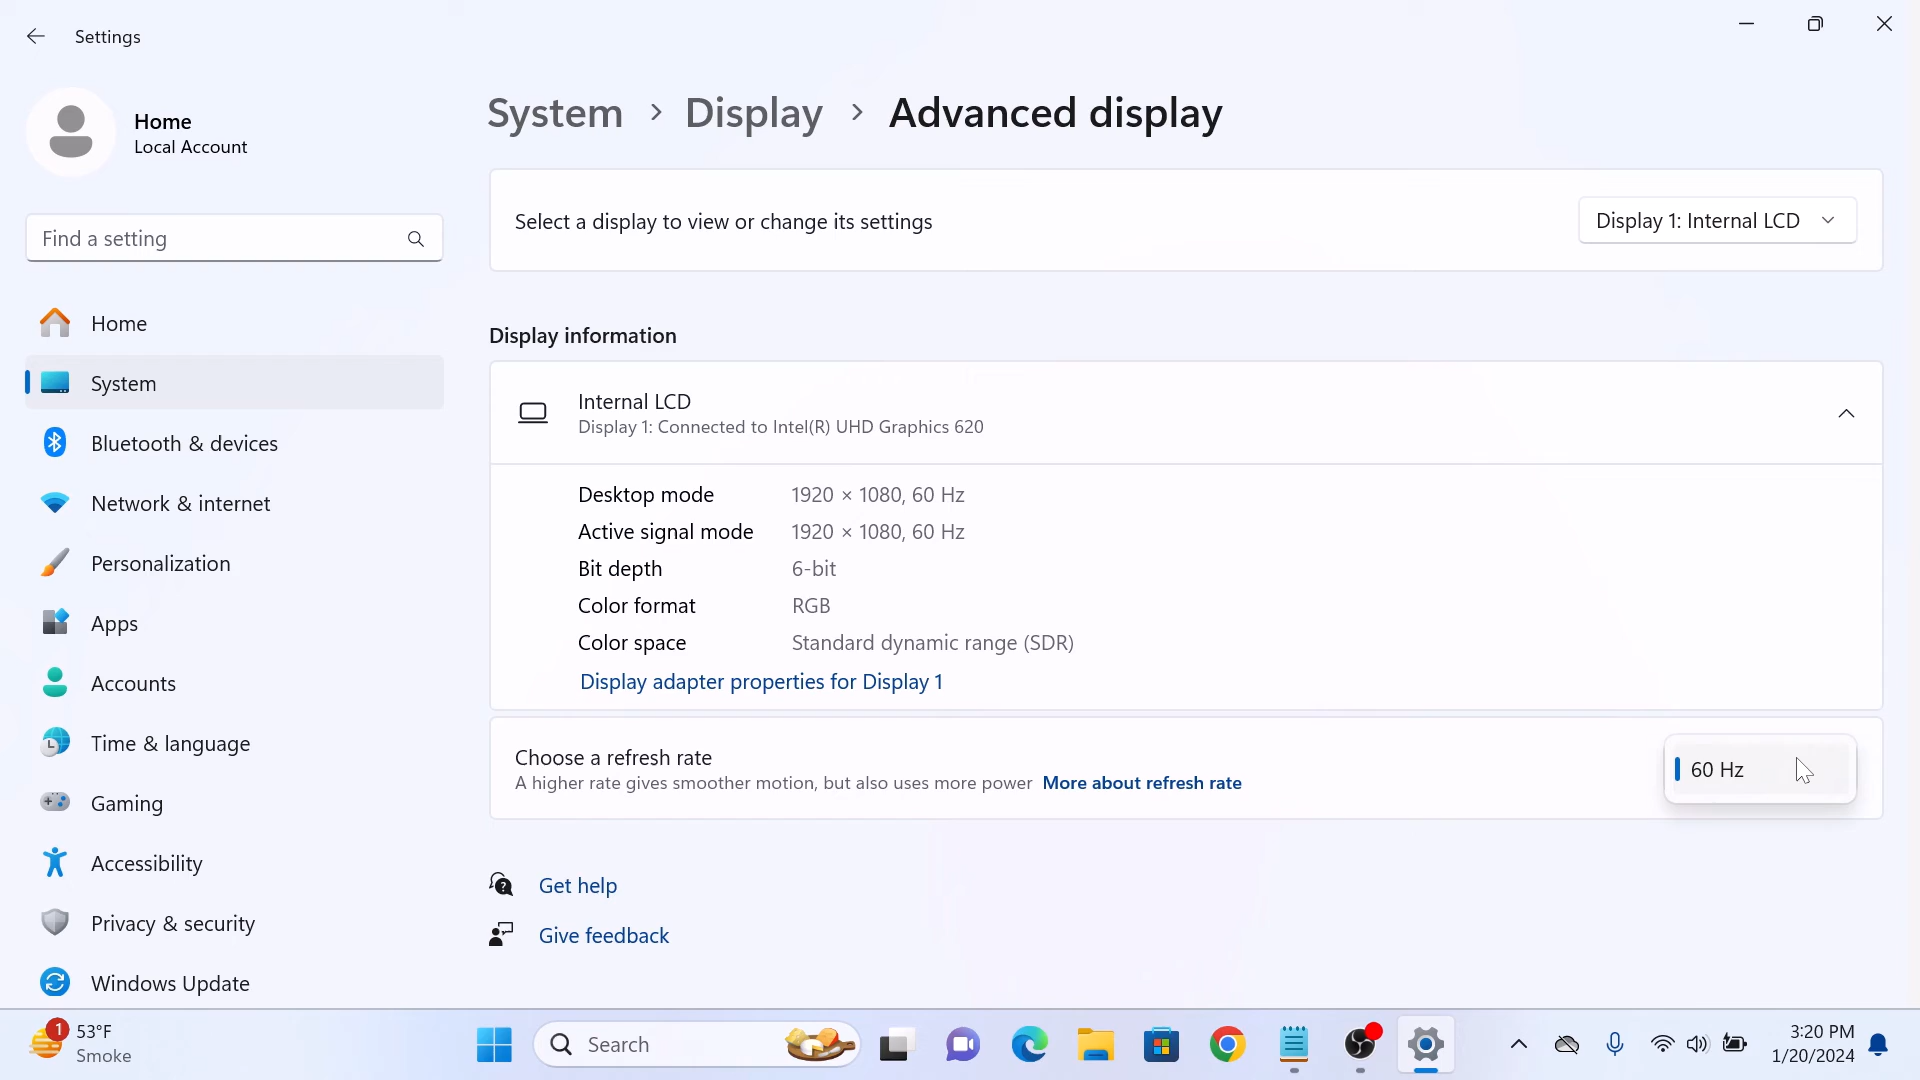 Settings
Home
Local Account
Find a setting
Home
System
Bluetooth & devices
Network & internet
Personalization
Apps
Accounts
Time & language
Gaming
Accessibility
Privacy & security
Windows Update
System > Display > Advanced display
Select a display to view or change its settings
Display 1: Internal LCD
Display information
Internal LCD
Display 1: Connected to Intel(R) UHD Graphics 620
Desktop mode 1920 × 1080, 60 Hz
Active signal mode 1920 × 1080, 60 Hz
Bit depth 6-bit
Color format RGB
Color space Standard dynamic range (SDR)
Display adapter properties for Display 1
Choose a refresh rate
A higher rate gives smoother motion, but also uses more power More about refresh rate
60 Hz
Get help
Give feedback
1
53°F
Smoke
Search
3:20 PM
1/20/2024